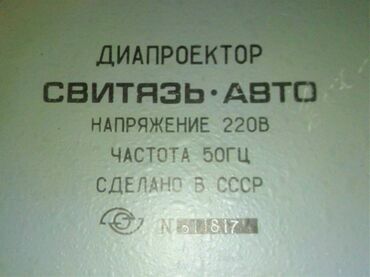 ДИАПРОЕКТОР
СВИТЯЗЬ·АВТО
НАПРЯЖЕНИЕ 220В
ЧАСТОТА 50ГЦ
СДЕЛАНО В СССР
N